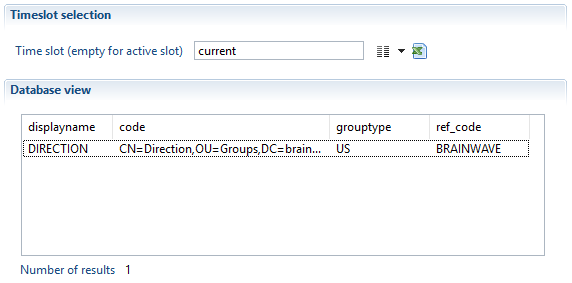 Timeslot selection
Time slot (empty for active slot) current
Database view
displayname code grouptype ref_code
DIRECTION CN=Direction,OU=Groups,DC=brain... US BRAINWAVE
Number of results 1